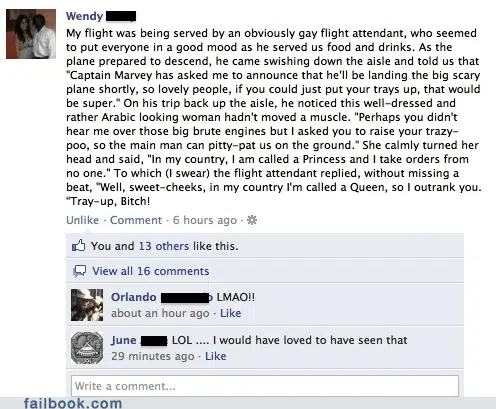 Wendy
My flight was being served by an obviously gay flight attendant, who seemed
to put everyone in a good mood as he served us food and drinks. As the
plane prepared to descend, he came swishing down the aisle and told us that
"Captain Marvey has asked me to announce that he'll be landing the big scary
plane shortly, so lovely people, if you could just put your trays up, that
would be super." On his trip back up the aisle, he noticed this well-dressed and
rather Arabic looking woman hadn't moved a muscle. "Perhaps you didn't
hear me over those big brute engines but I asked you to raise your trazy-
poo, so the main man can pitty-pat us on the ground." She calmly turned her
head and said, "In my country, I am called a Princess and I take orders from
no one." To which (I swear) the flight attendant replied, without missing a
beat, "Well, sweet-cheeks, in my country I'm called a Queen, so I outrank you.
"Tray-up, Bitch!
Unlike · Comment · 6 hours ago ·
You and 13 others like this.
View all 16 comments
Orlando o LMAO!!
about an hour ago · Like
June LOL .... I would have loved to have seen that
29 minutes ago · Like
Write a comment...
failbook.com